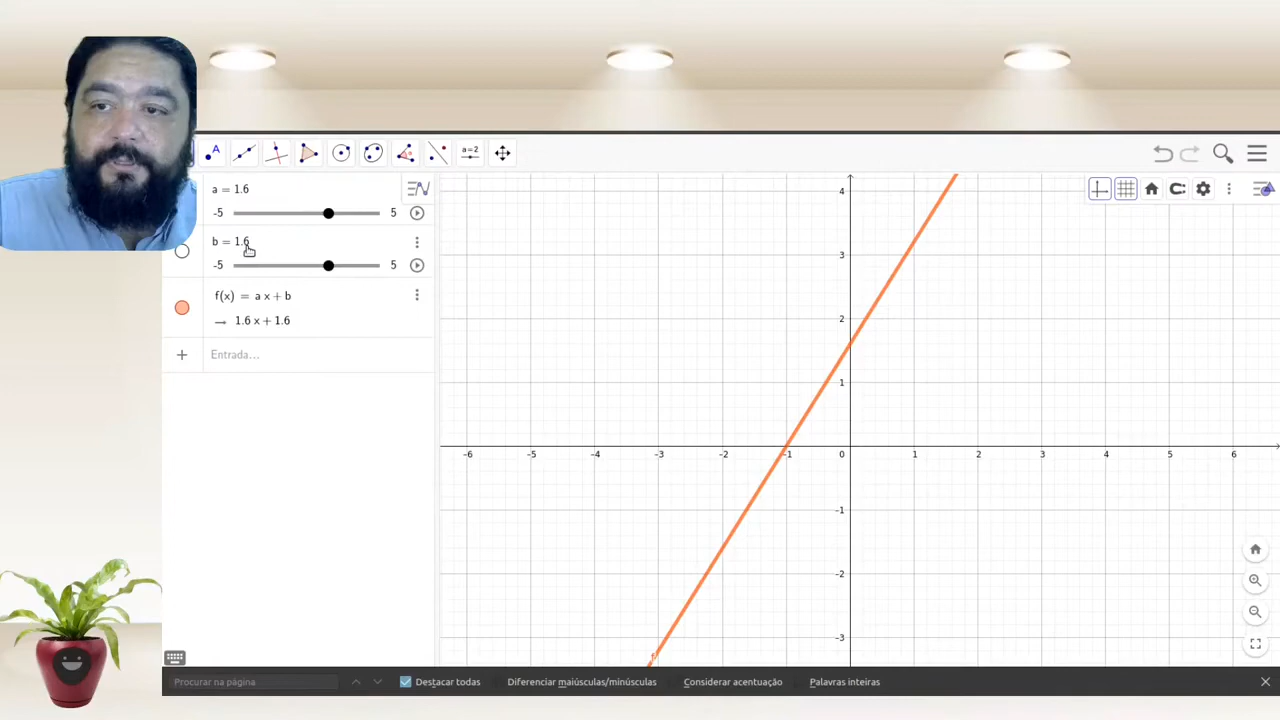 a=2
a = 1.6
-5 5
b = 1.6
-5 5
f(x) = a x + b
→ 1.6 x + 1.6
+ Entrada…
4
3
2
1
-6 -5 -4 -3 -2 -1 0 1 2 3 4 5 6
-1
-2
-3
f
Procurar na página
Destacar todas
Diferenciar maiúsculas/minúsculas
Considerar acentuação
Palavras inteiras